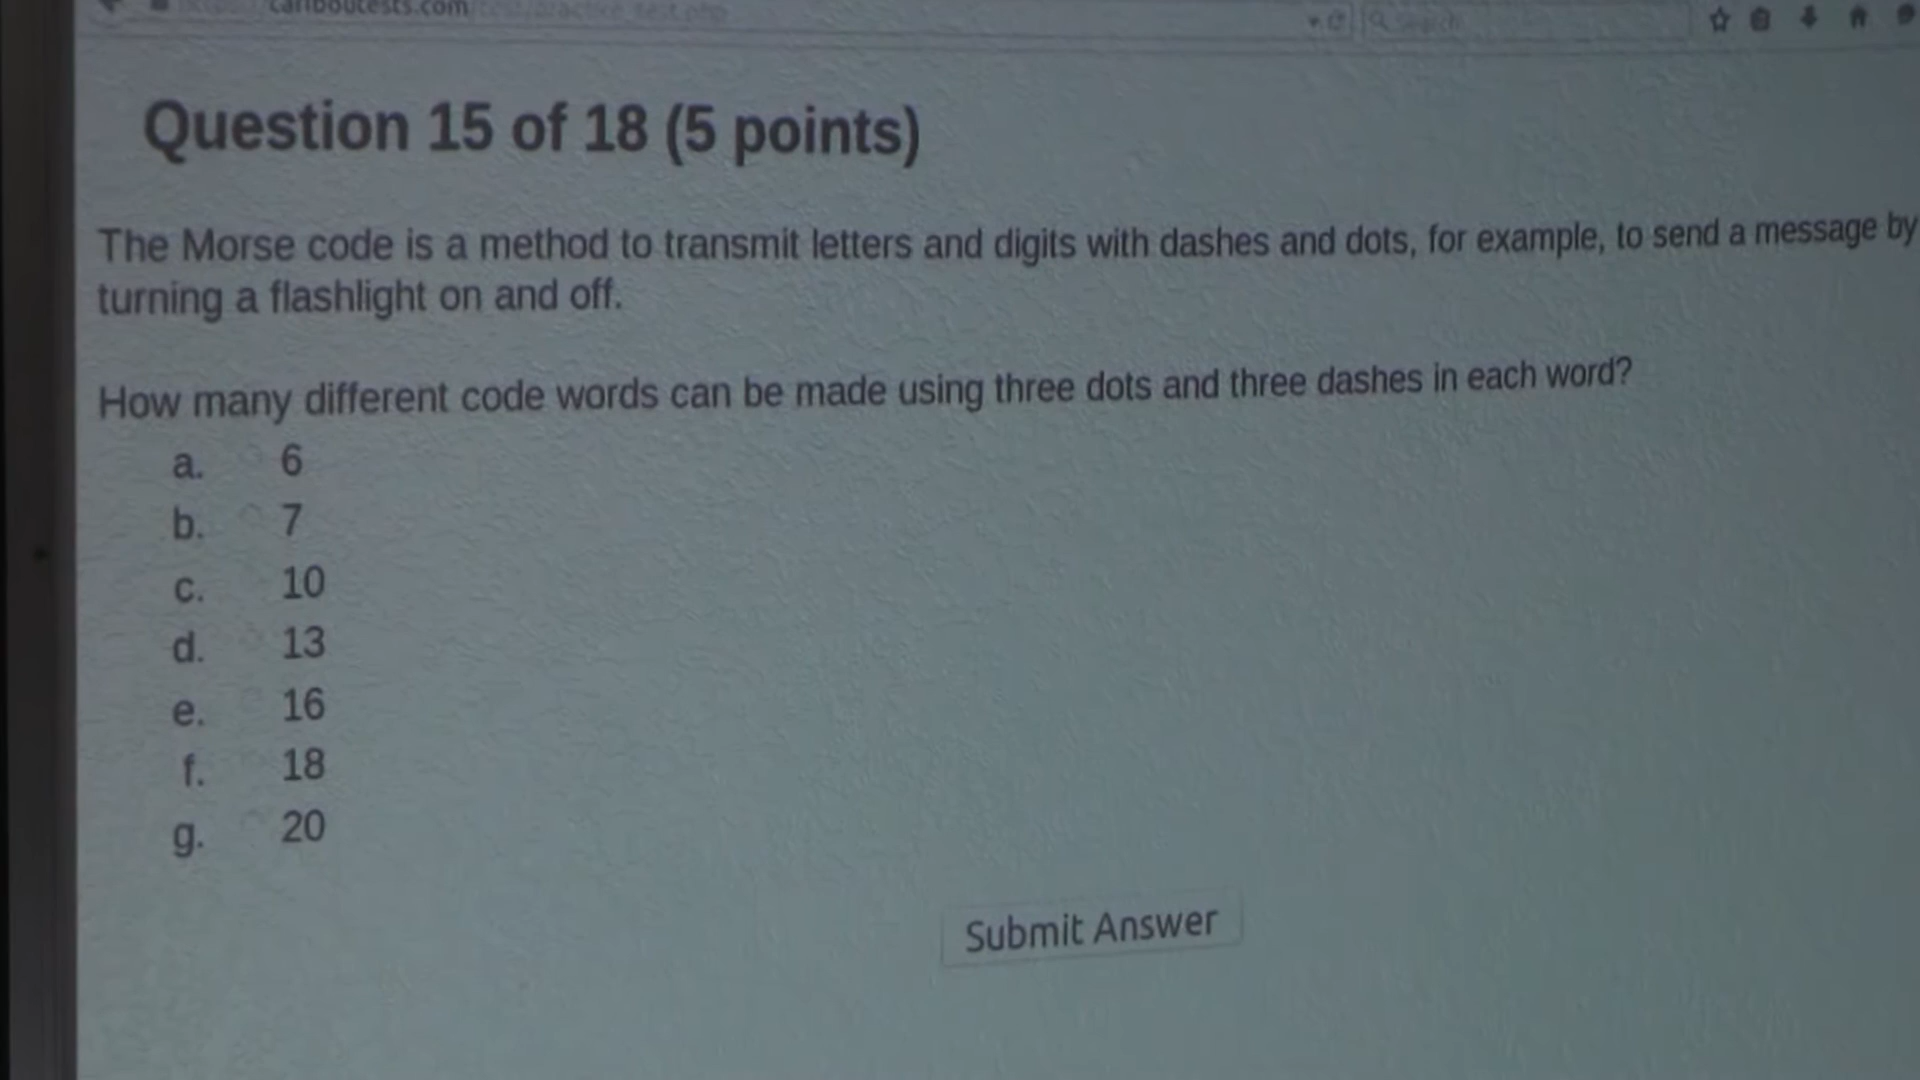 cariboutests.com
Question 15 of 18 (5 points)
The Morse code is a method to transmit letters and digits with dashes and dots, for example, to send a message by
turning a flashlight on and off.
How many different code words can be made using three dots and three dashes in each word?
a. 6
b. 7
c. 10
d. 13
e. 16
f. 18
g. 20
Submit Answer